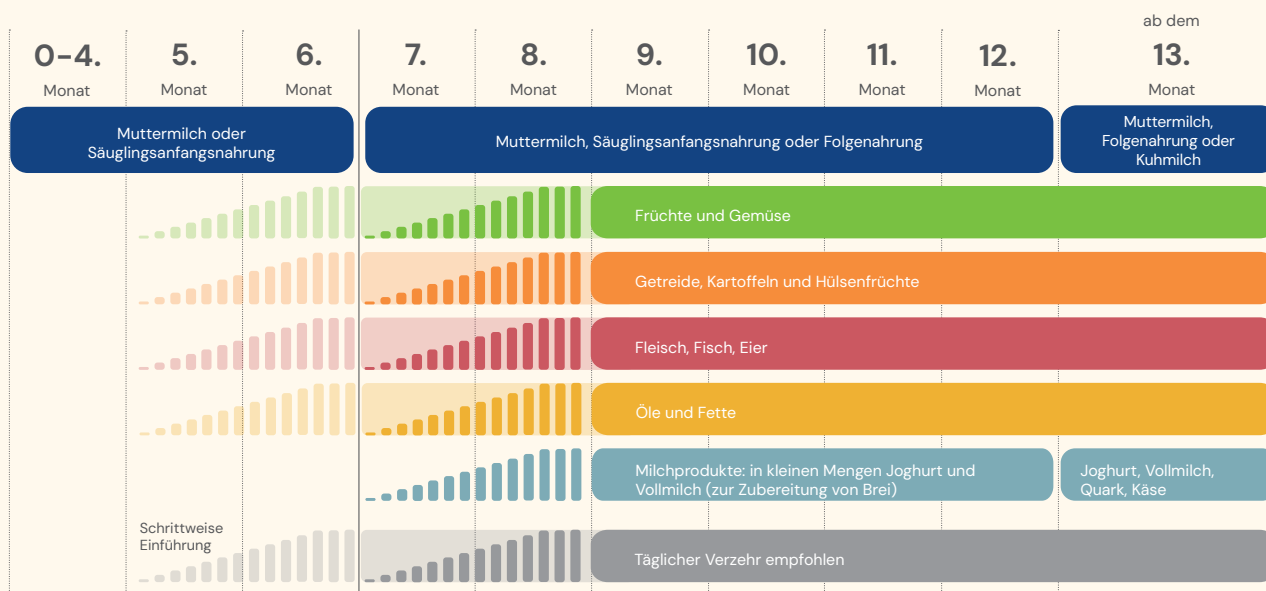 ab dem
0-4.
5.
6.
7.
8.
9.
10.
11.
12.
13.
Monat
Monat
Monat
Monat
Monat
Monat
Monat
Monat
Monat
Monat
Muttermilch oder
Säuglingsanfangsnahrung
Muttermilch, Säuglingsanfangsnahrung oder Folgenahrung
Muttermilch,
Folgenahrung oder
Kuhmilch
Früchte und Gemüse
Getreide, Kartoffeln und Hülsenfrüchte
Fleisch, Fisch, Eier
Öle und Fette
Milchprodukte: in kleinen Mengen Joghurt und
Vollmilch (zur Zubereitung von Brei)
Joghurt, Vollmilch,
Quark, Käse
Schrittweise
Einführung
Täglicher Verzehr empfohlen